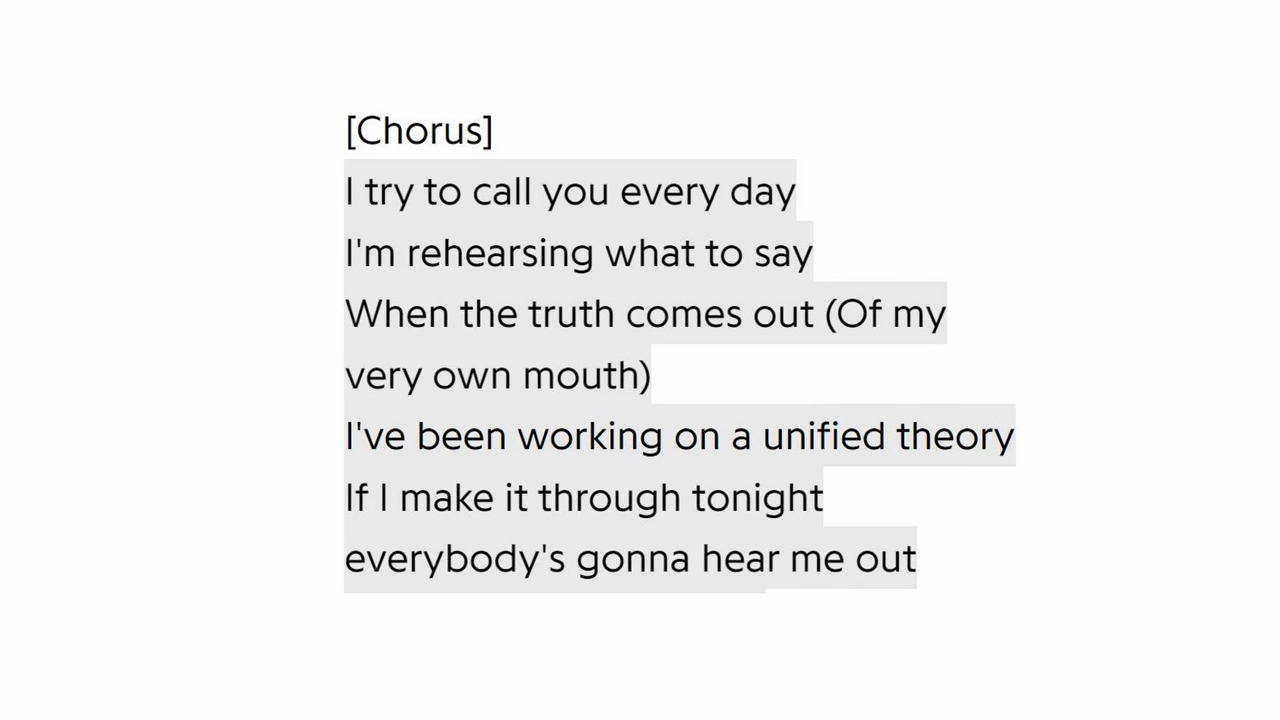 [Chorus]
I try to call you every day
I'm rehearsing what to say
When the truth comes out (Of my
very own mouth)
I've been working on a unified theory
If I make it through tonight
everybody's gonna hear me out